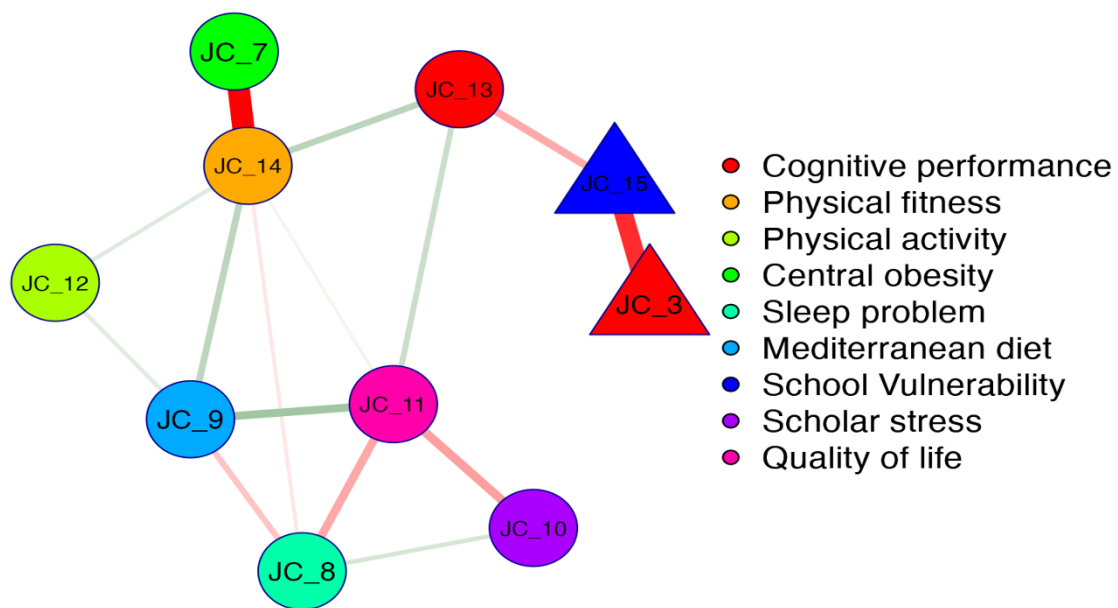 JC_7
JC_13
JC_14
JC_15
JC_12
JC_3
JC_9
JC_11
JC_10
JC_8
Cognitive performance
Physical fitness
Physical activity
Central obesity
Sleep problem
Mediterranean diet
School Vulnerability
Scholar stress
Quality of life